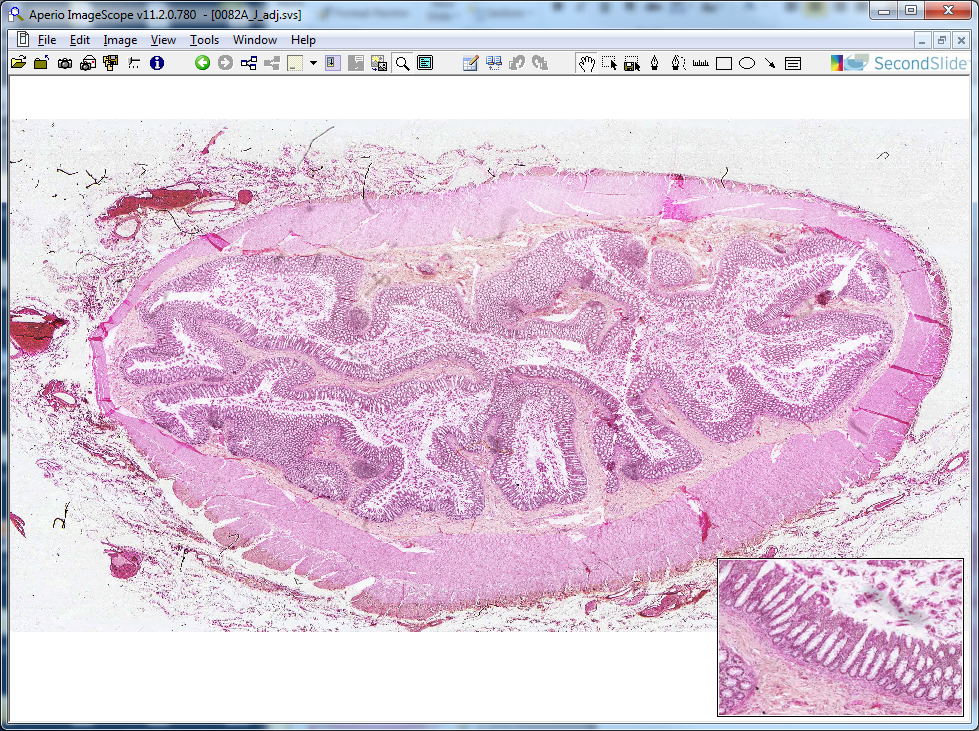 Aperio ImageScope v11.2.0.780 - [0082A_J_adj.svs]
File Edit Image View Tools Window Help
SecondSlide